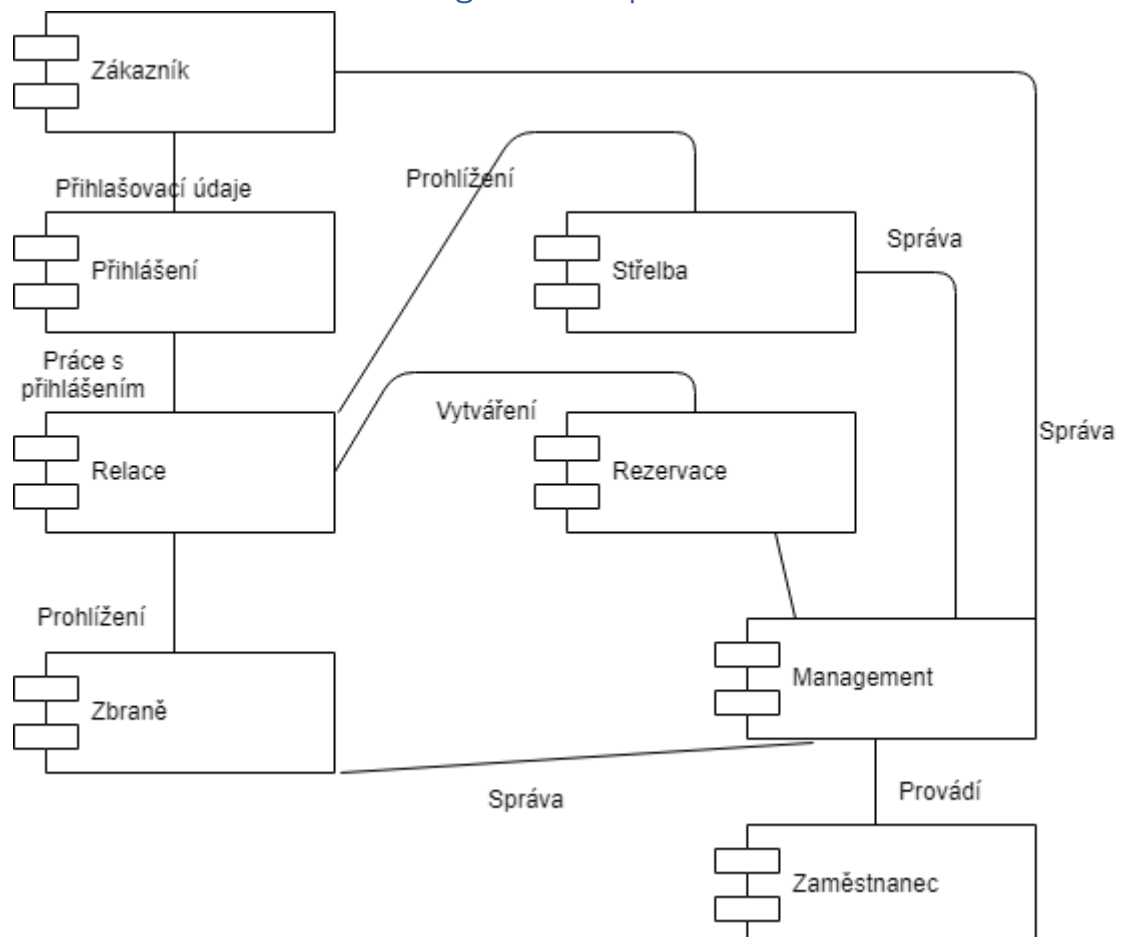 Zákazník
Přihlašovací údaje
Prohlížení
Přihlášení
Střelba
Správa
Práce s
přihlášením
Vytváření
Správa
Relace
Rezervace
Prohlížení
Zbraně
Management
Správa
Provádí
Zaměstnanec